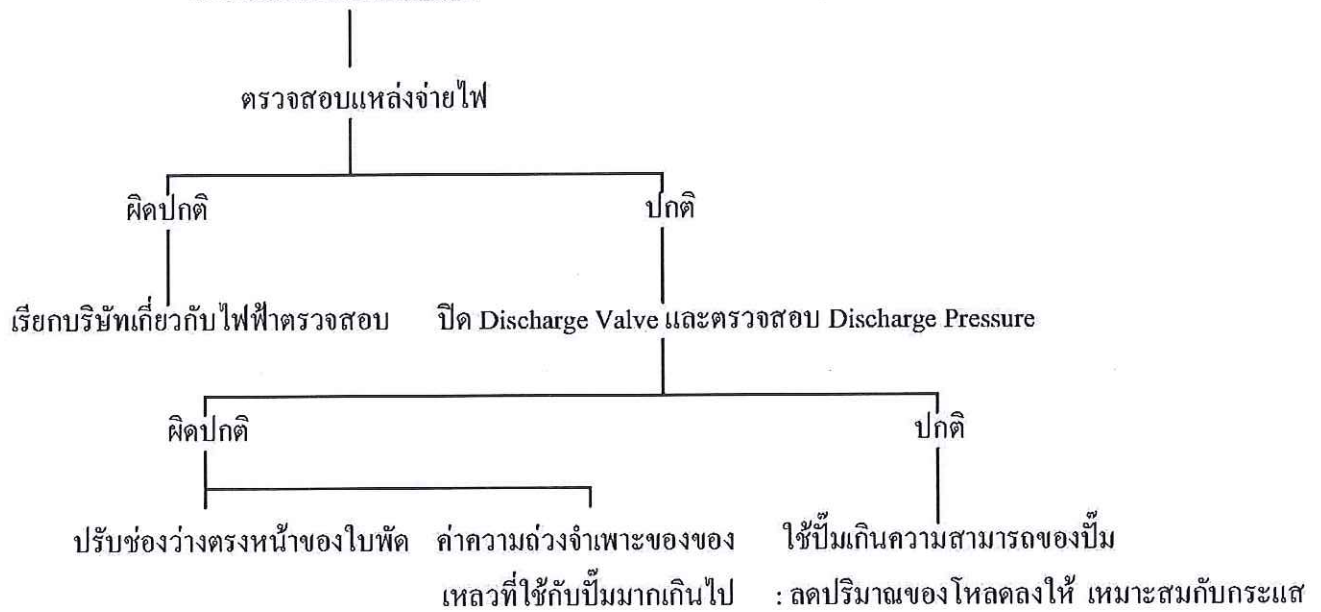 ตรวจสอบแหล่งจ่ายไฟ
ผิดปกติ ปกติ
เรียกบริษัทเกี่ยวกับไฟฟ้าตรวจสอบ ปิด Discharge Valve และตรวจสอบ Discharge Pressure
ผิดปกติ ปกติ
ปรับช่องว่างตรงหน้าของใบพัด ค่าความถ่วงจำเพาะของของ ใช้ปั๊มเกินความสามารถของปั๊ม
เหลวที่ใช้กับปั๊มมากเกินไป : ลดปริมาณของโหลดลงให้ เหมาะสมกับกระแส